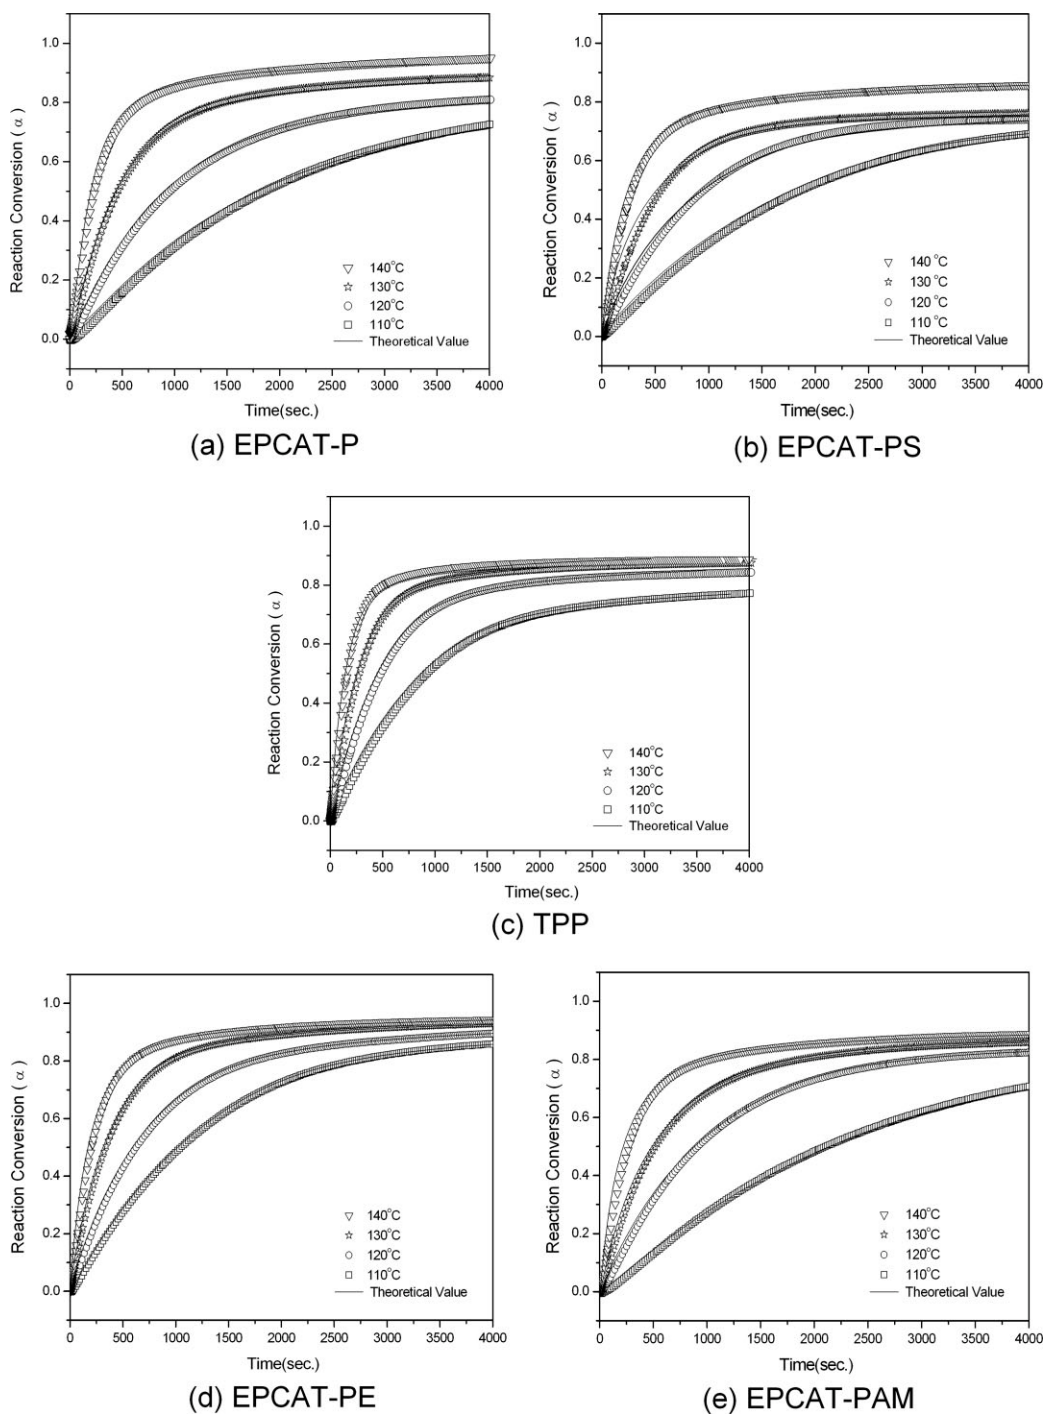 1.0
0.8
0.6
0.4
0.2
0.0
Reaction Conversion ( α )
▽ 140°C
☆ 130°C
○ 120°C
□ 110°C
— Theoretical Value
0 500 1000 1500 2000 2500 3000 3500 4000
Time(sec.)
(a) EPCAT-P
1.0
0.8
0.6
0.4
0.2
0.0
Reaction Conversion ( α )
▽ 140 °C
☆ 130 °C
○ 120 °C
□ 110 °C
— Theoretical Value
0 500 1000 1500 2000 2500 3000 3500 4000
Time(sec.)
(b) EPCAT-PS
1.0
0.8
0.6
0.4
0.2
0.0
Reaction Conversion ( α )
▽ 140°C
☆ 130°C
○ 120°C
□ 110°C
— Theoretical Value
0 500 1000 1500 2000 2500 3000 3500 4000
Time(sec.)
(c) TPP
1.0
0.8
0.6
0.4
0.2
0.0
Reaction Conversion ( α )
▽ 140°C
☆ 130°C
○ 120°C
□ 110°C
— Theoretical Value
0 500 1000 1500 2000 2500 3000 3500 4000
Time(sec.)
(d) EPCAT-PE
1.0
0.8
0.6
0.4
0.2
0.0
Reaction Conversion ( α )
▽ 140°C
☆ 130°C
○ 120°C
□ 110°C
— Theoretical Value
0 500 1000 1500 2000 2500 3000 3500 4000
Time(sec.)
(e) EPCAT-PAM